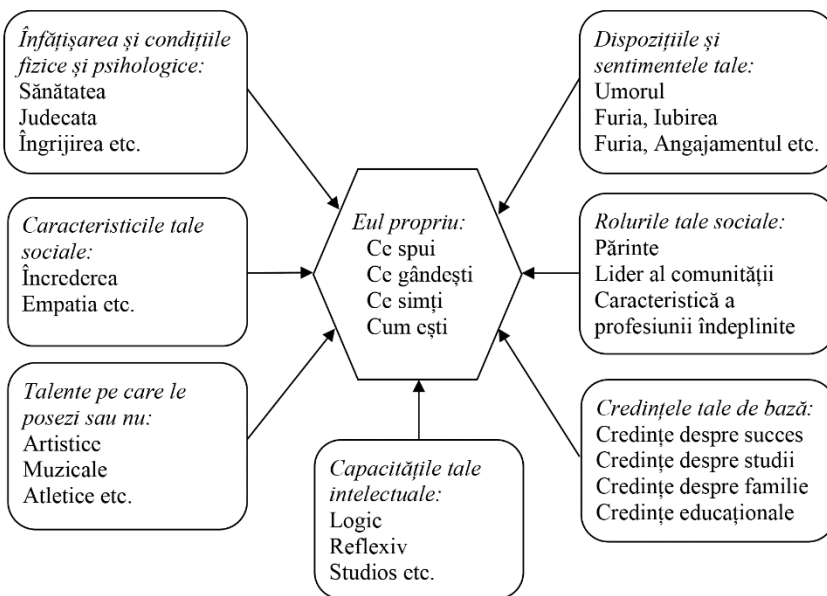 Înfățișarea și condițiile
fizice și psihologice:
Sănătatea
Judecata
Îngrijirea etc.
Dispozițiile și
sentimentele tale:
Umorul
Furia, Iubirea
Furia, Angajamentul etc.
Caracteristicile tale
sociale:
Încrederea
Empatia etc.
Eul propriu:
Ce spui
Ce gândești
Ce simți
Cum ești
Rolurile tale sociale:
Părinte
Lider al comunității
Caracteristică a
profesiunii îndeplinite
Talente pe care le
posezi sau nu:
Artistice
Muzicale
Atletice etc.
Capacitățile tale
intelectuale:
Logic
Reflexiv
Studios etc.
Credințele tale de bază:
Credințe despre succes
Credințe despre studii
Credințe despre familie
Credințe educaționale